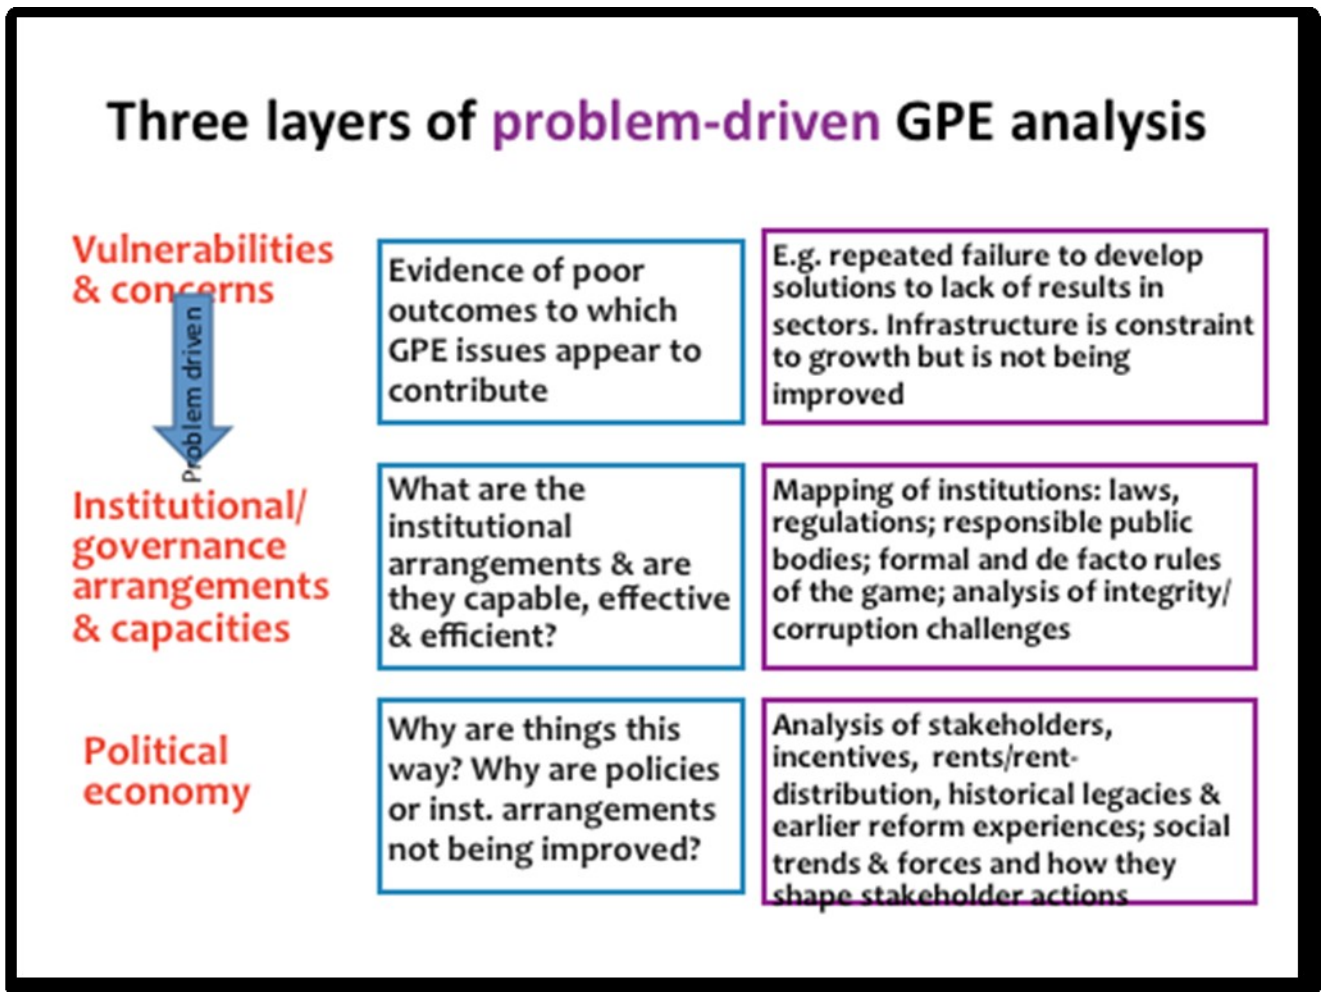 Three layers of problem-driven GPE analysis
Vulnerabilities
& concerns
Problem driven
Evidence of poor
outcomes to which
GPE issues appear to
contribute
E.g. repeated failure to develop
solutions to lack of results in
sectors. Infrastructure is constraint
to growth but is not being
improved
Institutional/
governance
arrangements
& capacities
What are the
institutional
arrangements & are
they capable, effective
& efficient?
Mapping of institutions: laws,
regulations; responsible public
bodies; formal and de facto rules
of the game; analysis of integrity/
corruption challenges
Political
economy
Why are things this
way? Why are policies
or inst. arrangements
not being improved?
Analysis of stakeholders,
incentives, rents/rent-
distribution, historical legacies &
earlier reform experiences; social
trends & forces and how they
shape stakeholder actions